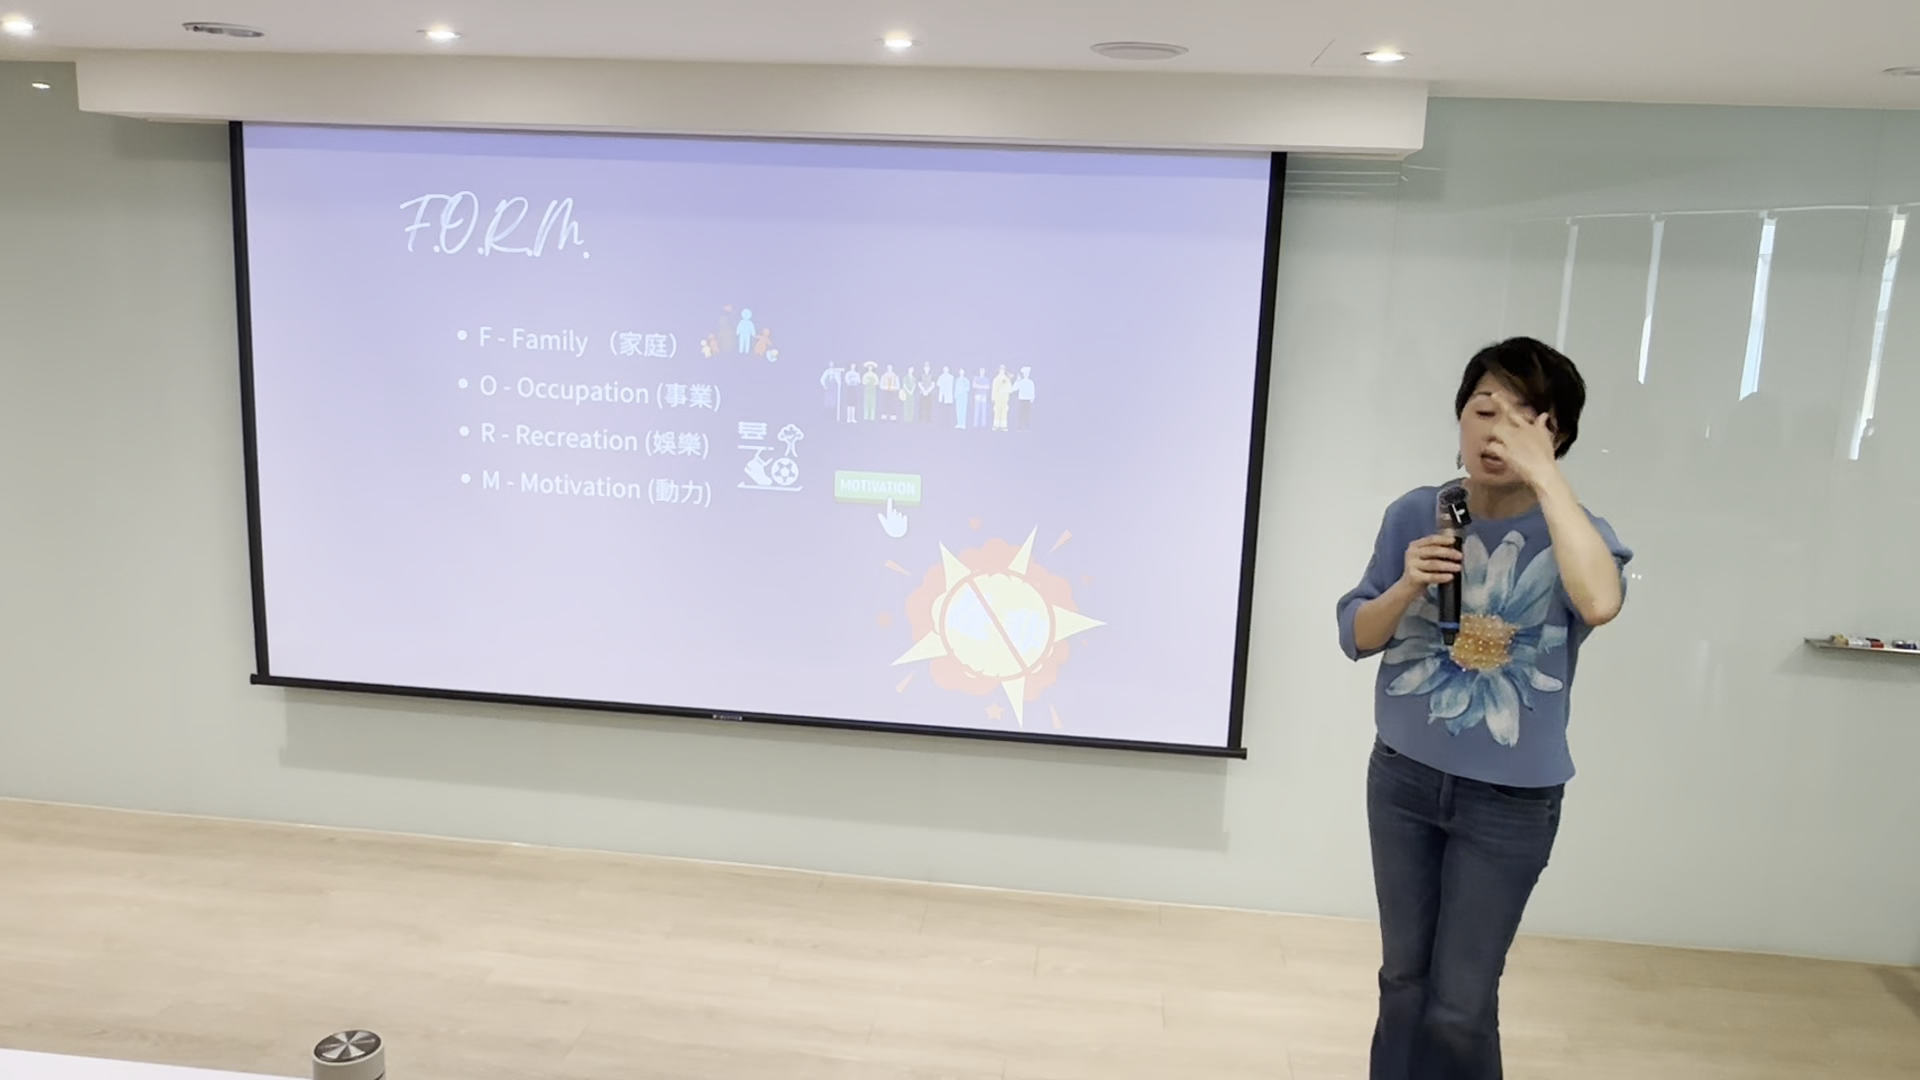 F.O.R.M.
• F - Family （家庭）
• O - Occupation (事業)
• R - Recreation (娛樂)
• M - Motivation (動力)
MOTIVATION